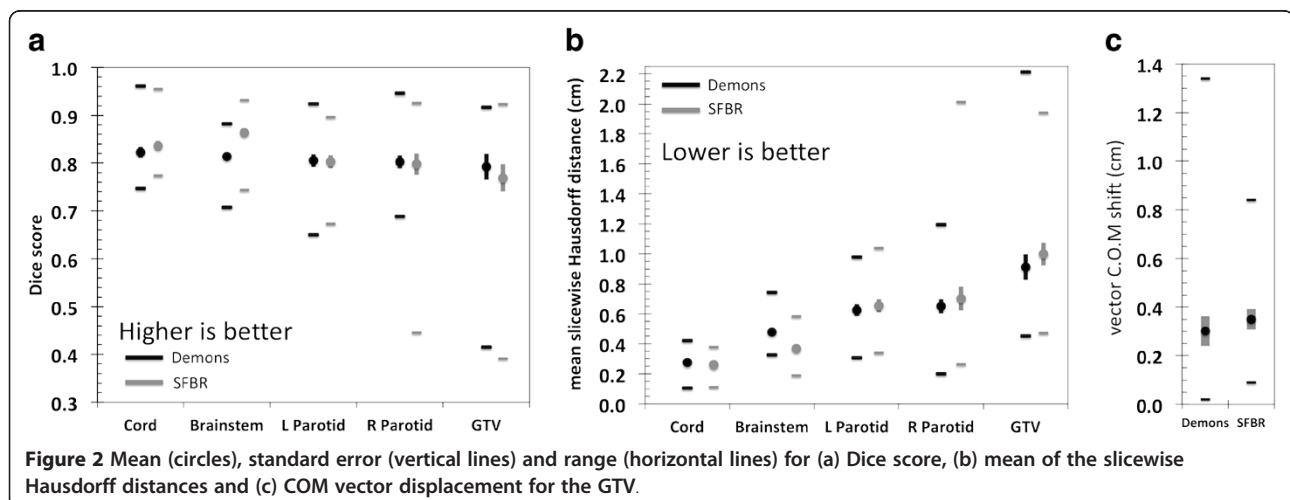 a
1.0
0.9
0.8
0.7
0.6
0.5
0.4
0.3
Dice score
Higher is better
Demons
SFBR
Cord Brainstem L Parotid R Parotid GTV
b
2.2
2.0
1.8
1.6
1.4
1.2
1.0
0.8
0.6
0.4
0.2
0.0
mean slicewise Hausdorff distance (cm)
Demons
SFBR
Lower is better
Cord Brainstem L Parotid R Parotid GTV
c
1.4
1.2
1.0
0.8
0.6
0.4
0.2
0.0
vector C.O.M shift (cm)
Demons SFBR
Figure 2 Mean (circles), standard error (vertical lines) and range (horizontal lines) for (a) Dice score, (b) mean of the slicewise
Hausdorff distances and (c) COM vector displacement for the GTV.